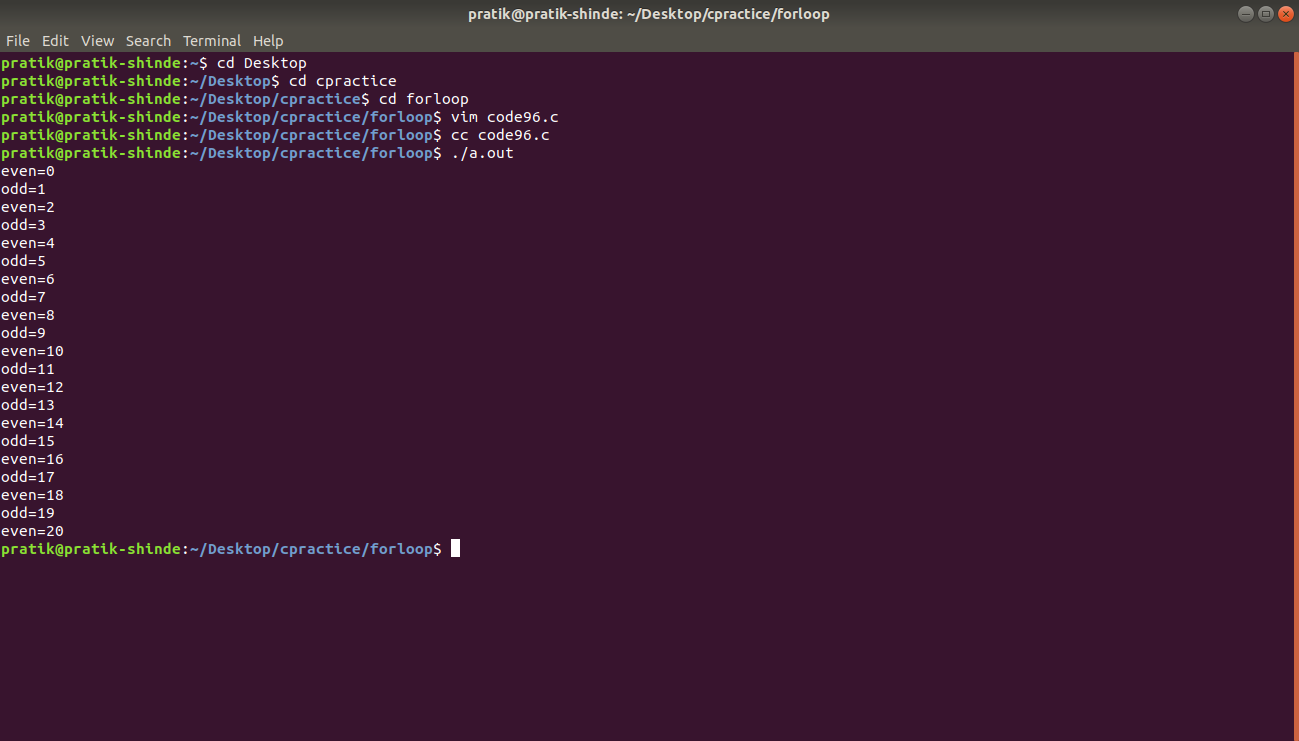 pratik@pratik-shinde: ~/Desktop/cpractice/forloop
File Edit View Search Terminal Help
pratik@pratik-shinde:~$ cd Desktop
pratik@pratik-shinde:~/Desktop$ cd cpractice
pratik@pratik-shinde:~/Desktop/cpractice$ cd forloop
pratik@pratik-shinde:~/Desktop/cpractice/forloop$ vim code96.c
pratik@pratik-shinde:~/Desktop/cpractice/forloop$ cc code96.c
pratik@pratik-shinde:~/Desktop/cpractice/forloop$ ./a.out
even=0
odd=1
even=2
odd=3
even=4
odd=5
even=6
odd=7
even=8
odd=9
even=10
odd=11
even=12
odd=13
even=14
odd=15
even=16
odd=17
even=18
odd=19
even=20
pratik@pratik-shinde:~/Desktop/cpractice/forloop$